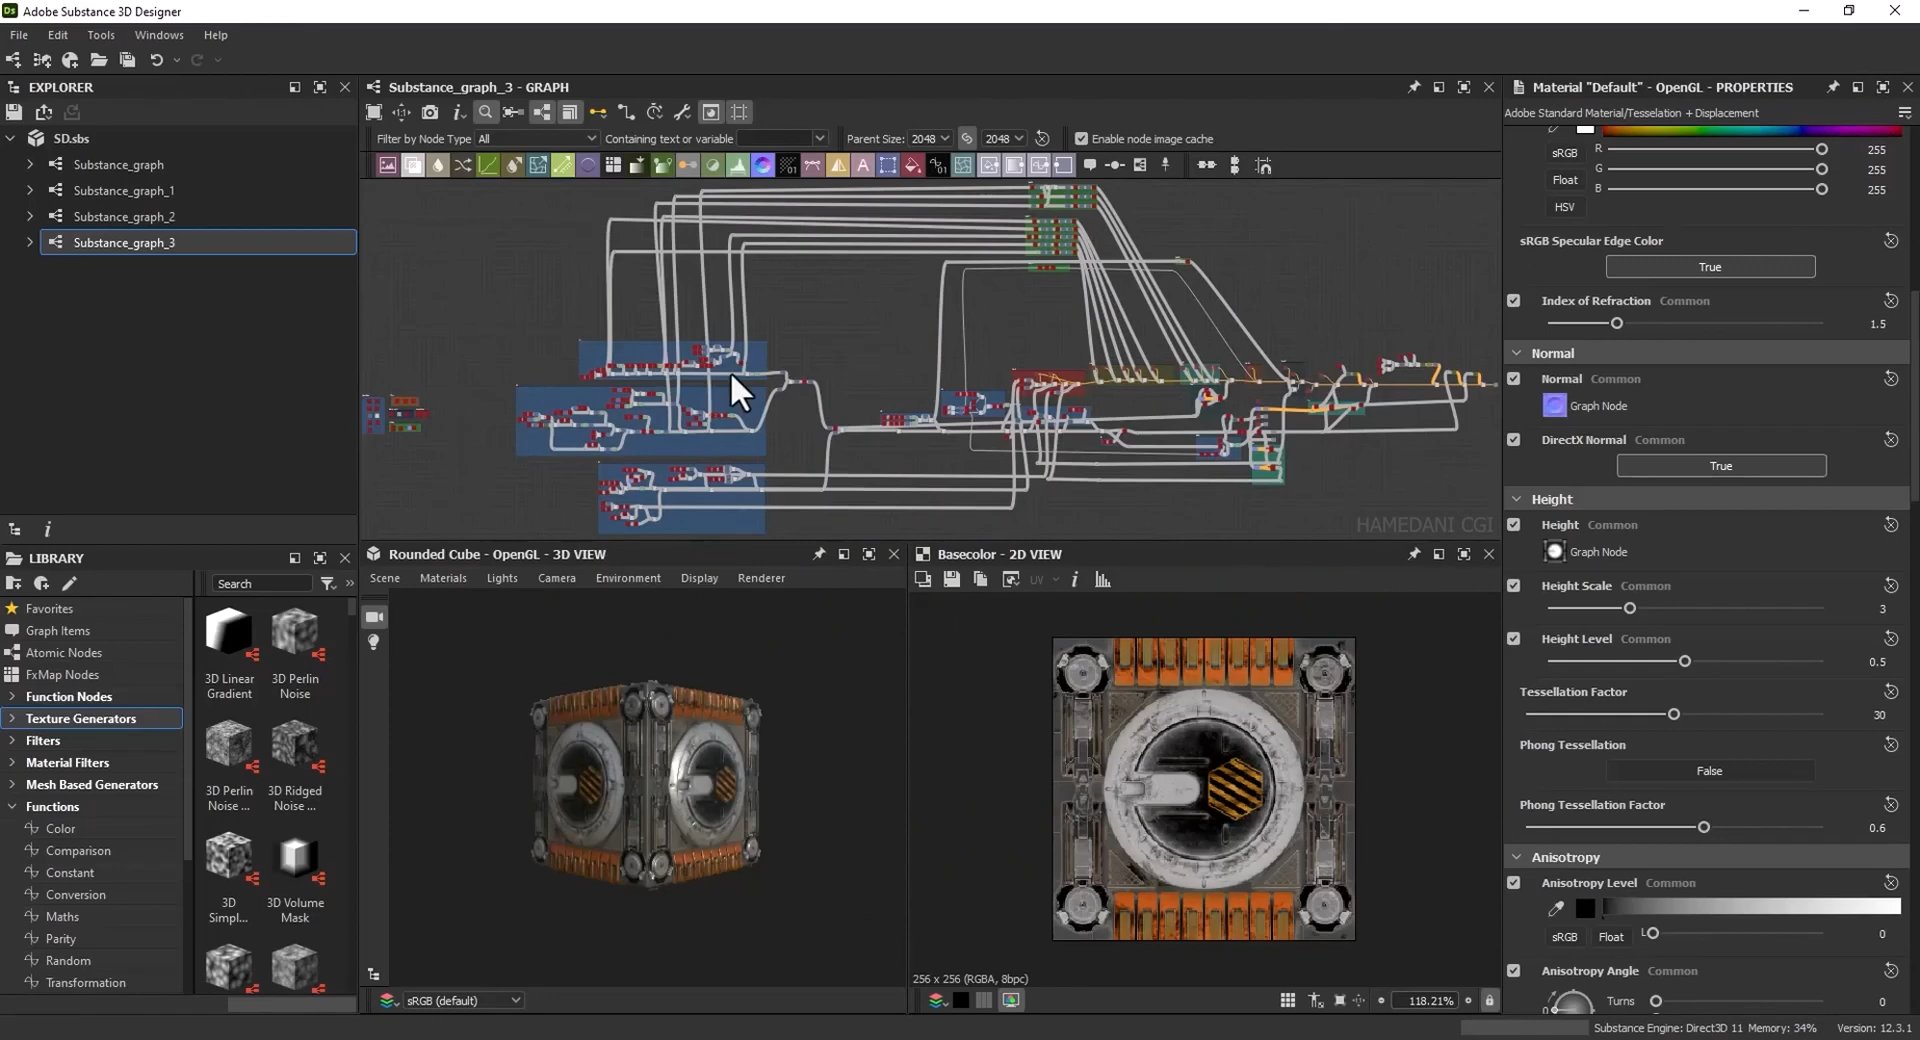 Adobe Substance 3D Designer
File Edit Tools Windows Help
EXPLORER
SD.sbs
Substance_graph
Substance_graph_1
Substance_graph_2
Substance_graph_3
Substance_graph_3 - GRAPH
Filter by Node Type All Containing text or variable Parent Size: 2048 2048 Enable node image cache
HAMEDANI CGI
LIBRARY
Search
Favorites
Graph Items
Atomic Nodes
FxMap Nodes
Function Nodes
Texture Generators
Filters
Material Filters
Mesh Based Generators
Functions
Color
Comparison
Constant
Conversion
Maths
Parity
Random
Transformation
3D Linear Gradient
3D Perlin Noise
3D Perlin Noise ...
3D Ridged Noise ...
3D Simpl...
3D Volume Mask
Rounded Cube - OpenGL - 3D VIEW
Scene Materials Lights Camera Environment Display Renderer
sRGB (default)
Basecolor - 2D VIEW
UV
256 x 256 (RGBA, 8bpc)
118.21%
Material "Default" - OpenGL - PROPERTIES
Adobe Standard Material/Tesselation + Displacement
sRGB
Float
HSV
R 255
G 255
B 255
sRGB Specular Edge Color
True
Index of Refraction Common
1.5
Normal
Normal Common
Graph Node
DirectX Normal Common
True
Height
Height Common
Graph Node
Height Scale Common
3
Height Level Common
0.5
Tessellation Factor
30
Phong Tessellation
False
Phong Tessellation Factor
0.6
Anisotropy
Anisotropy Level Common
sRGB Float L 0
Anisotropy Angle Common
0 Turns 0
Substance Engine: Direct3D 11 Memory: 34% Version: 12.3.1